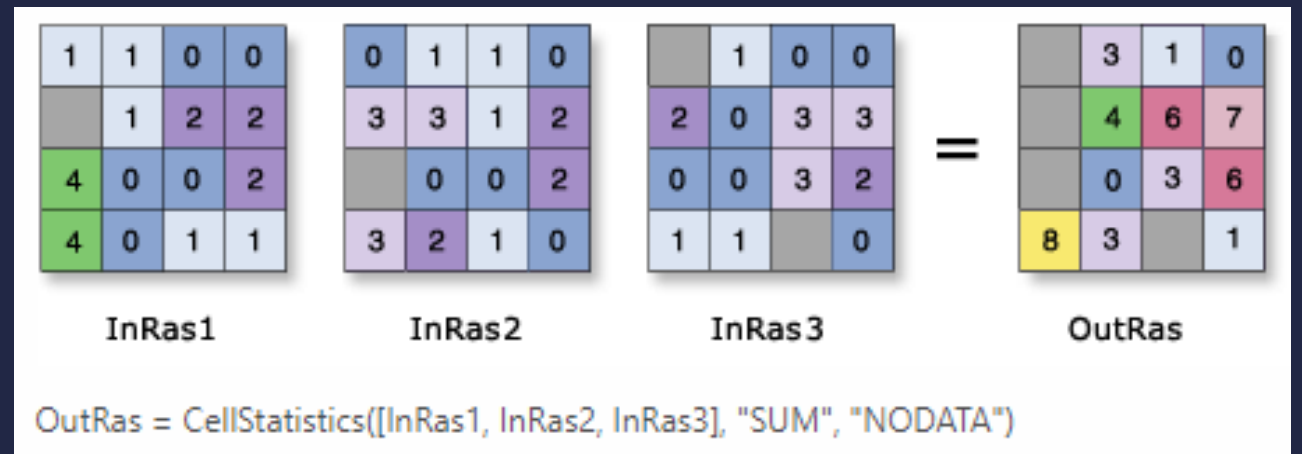 1 1 0 0 0 1 1 0 1 0 0 3 1 0
1 2 2 3 3 1 2 2 0 3 3 = 4 6 7
4 0 0 2 0 0 2 0 0 3 2 0 3 6
4 0 1 1 3 2 1 0 1 1 0 8 3 1
InRas1 InRas2 InRas3 OutRas
OutRas = CellStatistics([InRas1, InRas2, InRas3], "SUM", "NODATA")